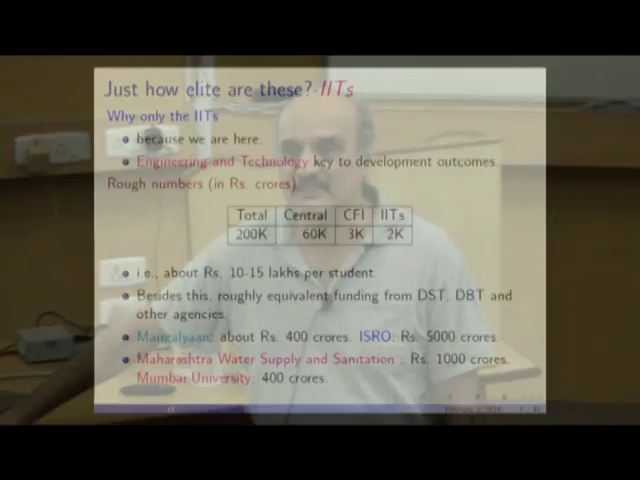 Just how elite are these?-IITs
Why only the IITs
because we are here.
Engineering and Technology key to development outcomes
Rough numbers (in Rs. crores)
Total Central CFI IITs
200K 60K 3K 2K
i.e., about Rs. 10-15 lakhs per student.
Besides this, roughly equivalent funding from DST, DBT and
other agencies.
Mangalyaan: about Rs. 400 crores. ISRO: Rs. 5000 crores.
Maharashtra Water Supply and Sanitation : Rs. 1000 crores.
Mumbai University: 400 crores.